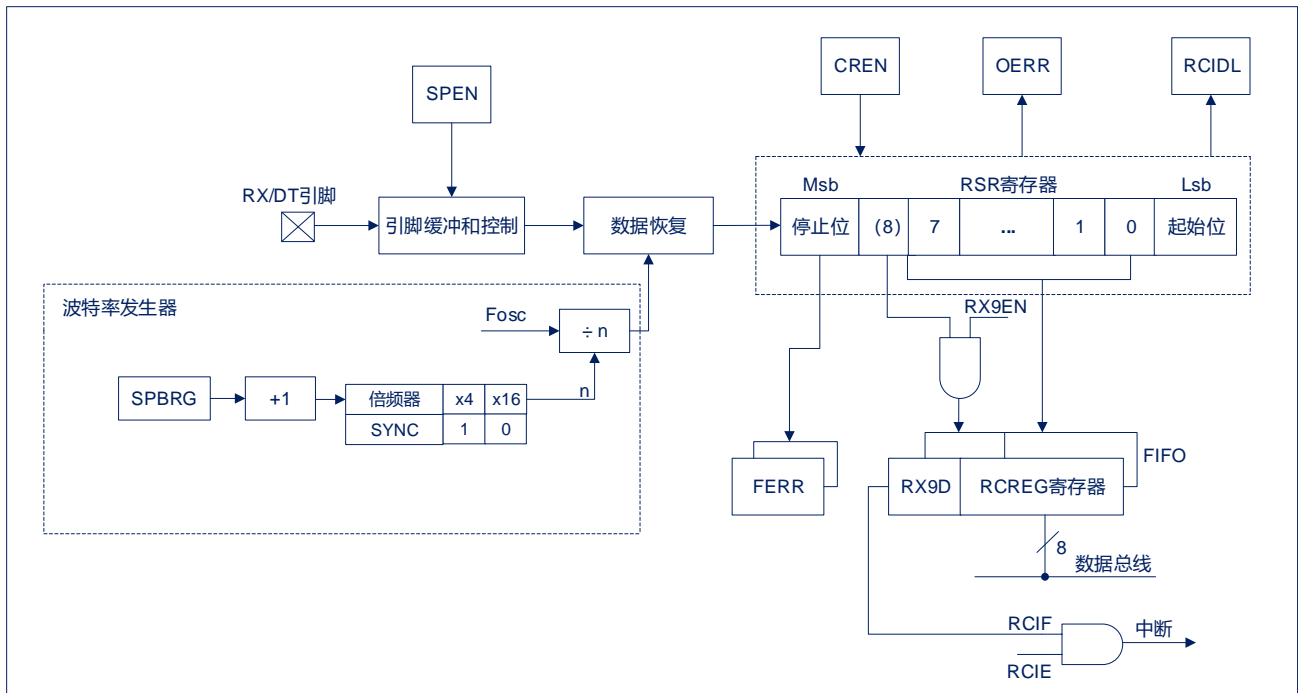 CREN
OERR
RCIDL
SPEN
Msb
RSR寄存器
Lsb
RX/DT引脚
引脚缓冲和控制
数据恢复
停止位
(8)
7
...
1
0
起始位
波特率发生器
Fosc
÷ n
RX9EN
SPBRG
+1
倍频器
x4
x16
n
SYNC
1
0
FERR
RX9D
RCREG寄存器
FIFO
8
数据总线
RCIF
中断
RCIE